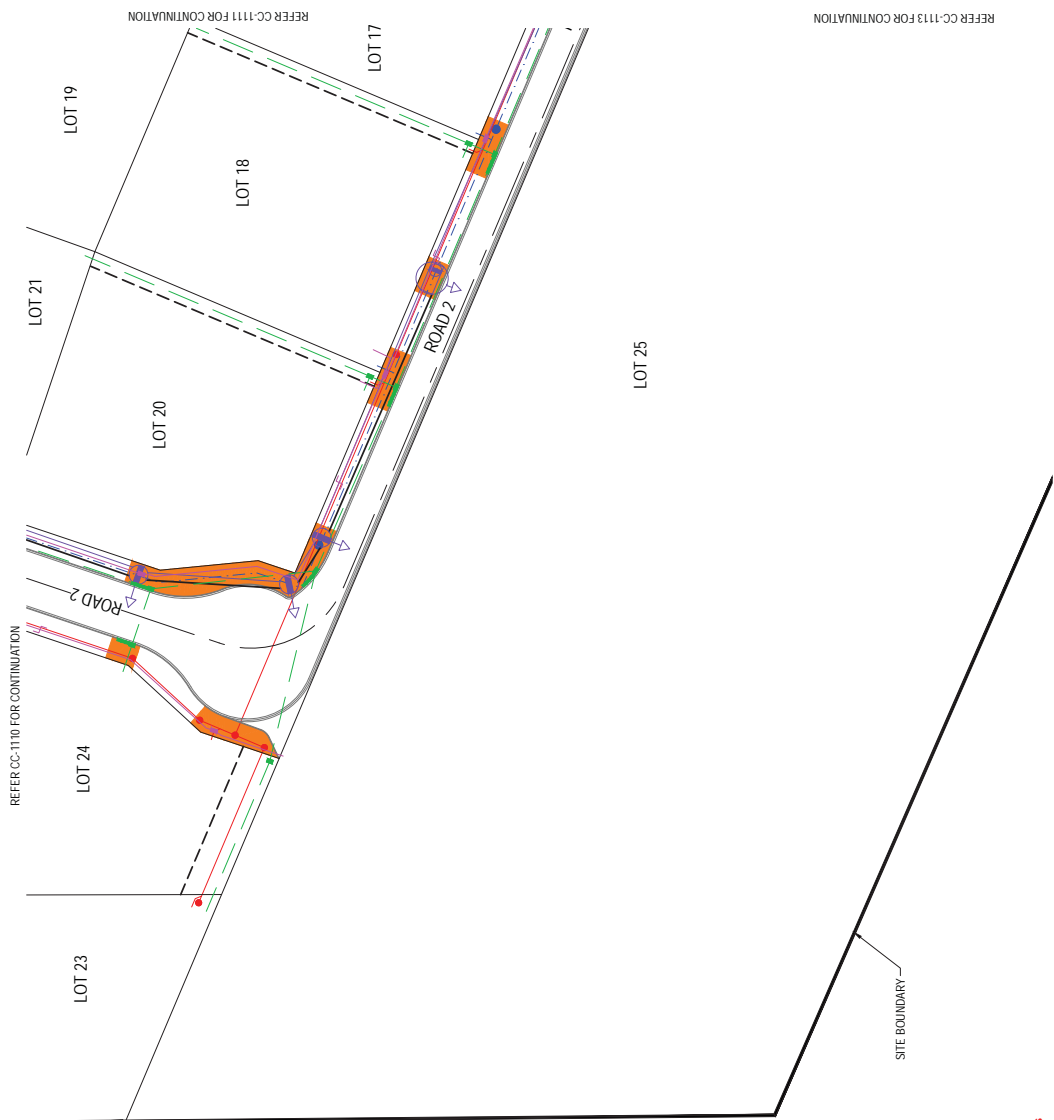 REFER CC-1111 FOR CONTINUATION
REFER CC-1113 FOR CONTINUATION
LOT 17
LOT 19
LOT 18
LOT 21
LOT 20
ROAD 2
LOT 25
ROAD 2
REFER CC-1110 FOR CONTINUATION
LOT 24
LOT 23
SITE BOUNDARY